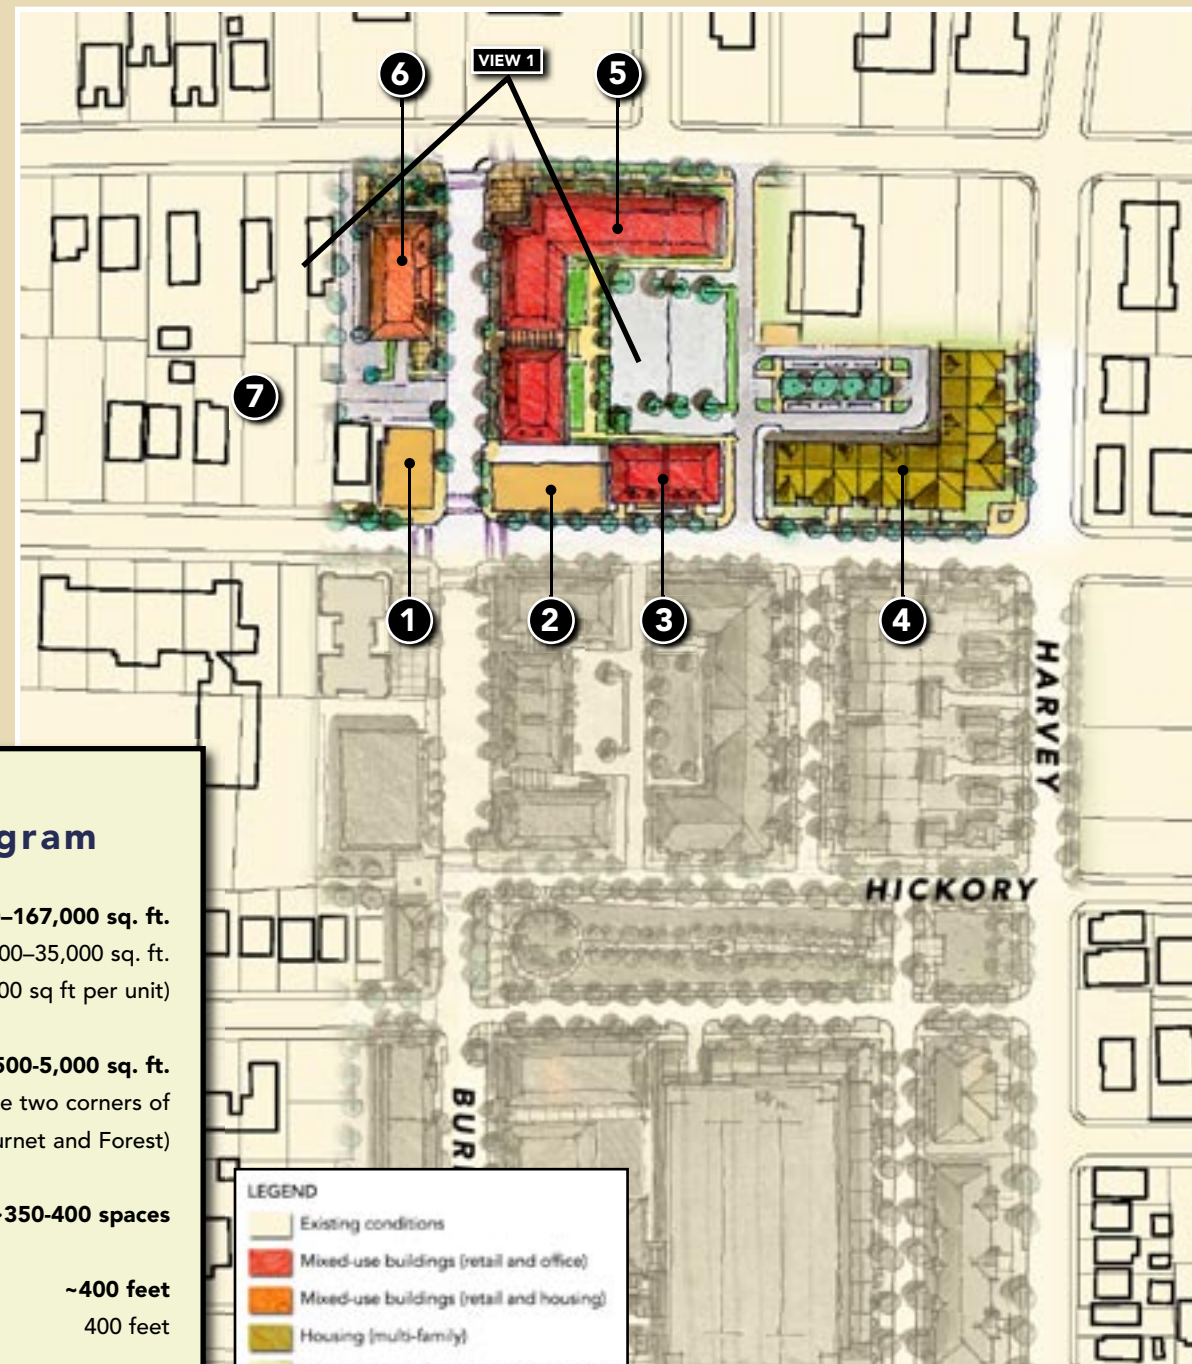 6
VIEW 1
5
7
1
2
3
4
HARVEY
HICKORY
gram
–167,000 sq. ft.
00–35,000 sq. ft.
00 sq ft per unit)
500-5,000 sq. ft.
e two corners of
urnet and Forest)
350-400 spaces
~400 feet
400 feet
BUR
LEGEND
Existing conditions
Mixed-use buildings (retail and office)
Mixed-use buildings (retail and housing)
Housing (multi-family)